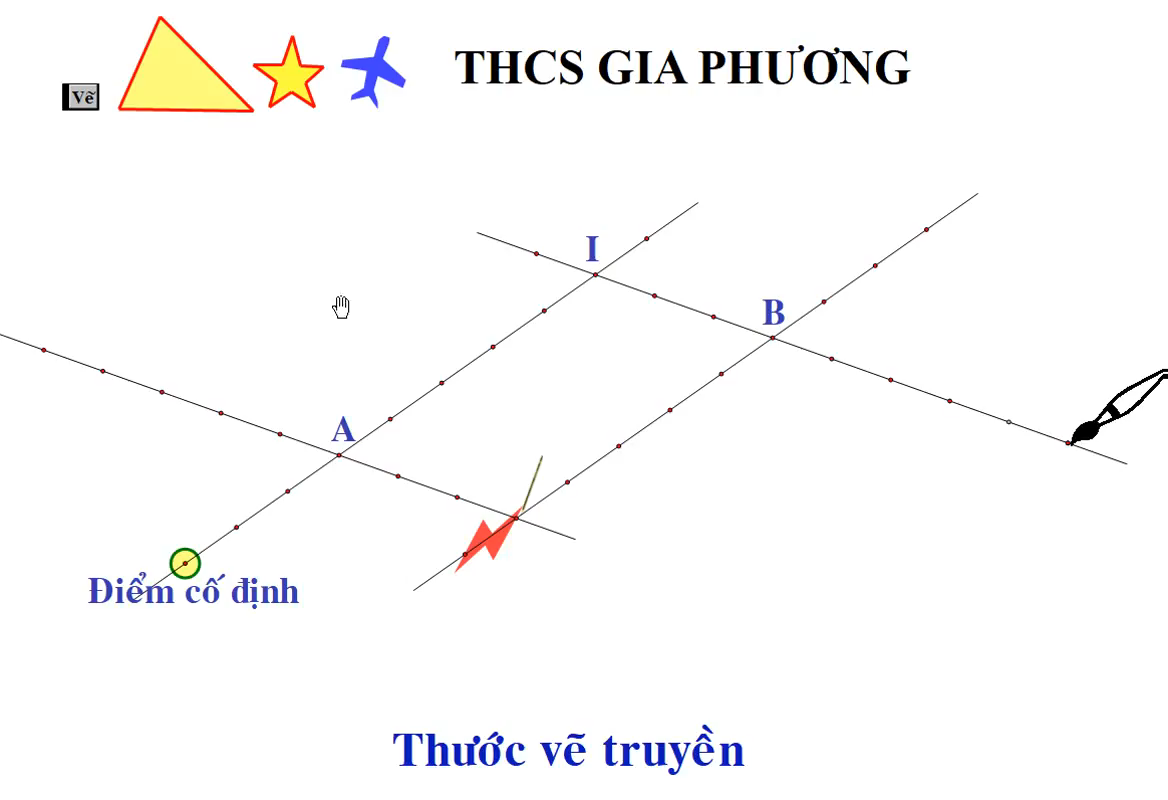 THCS GIA PHƯƠNG
Vẽ
I
B
A
Điểm cố định
Thước vẽ truyền